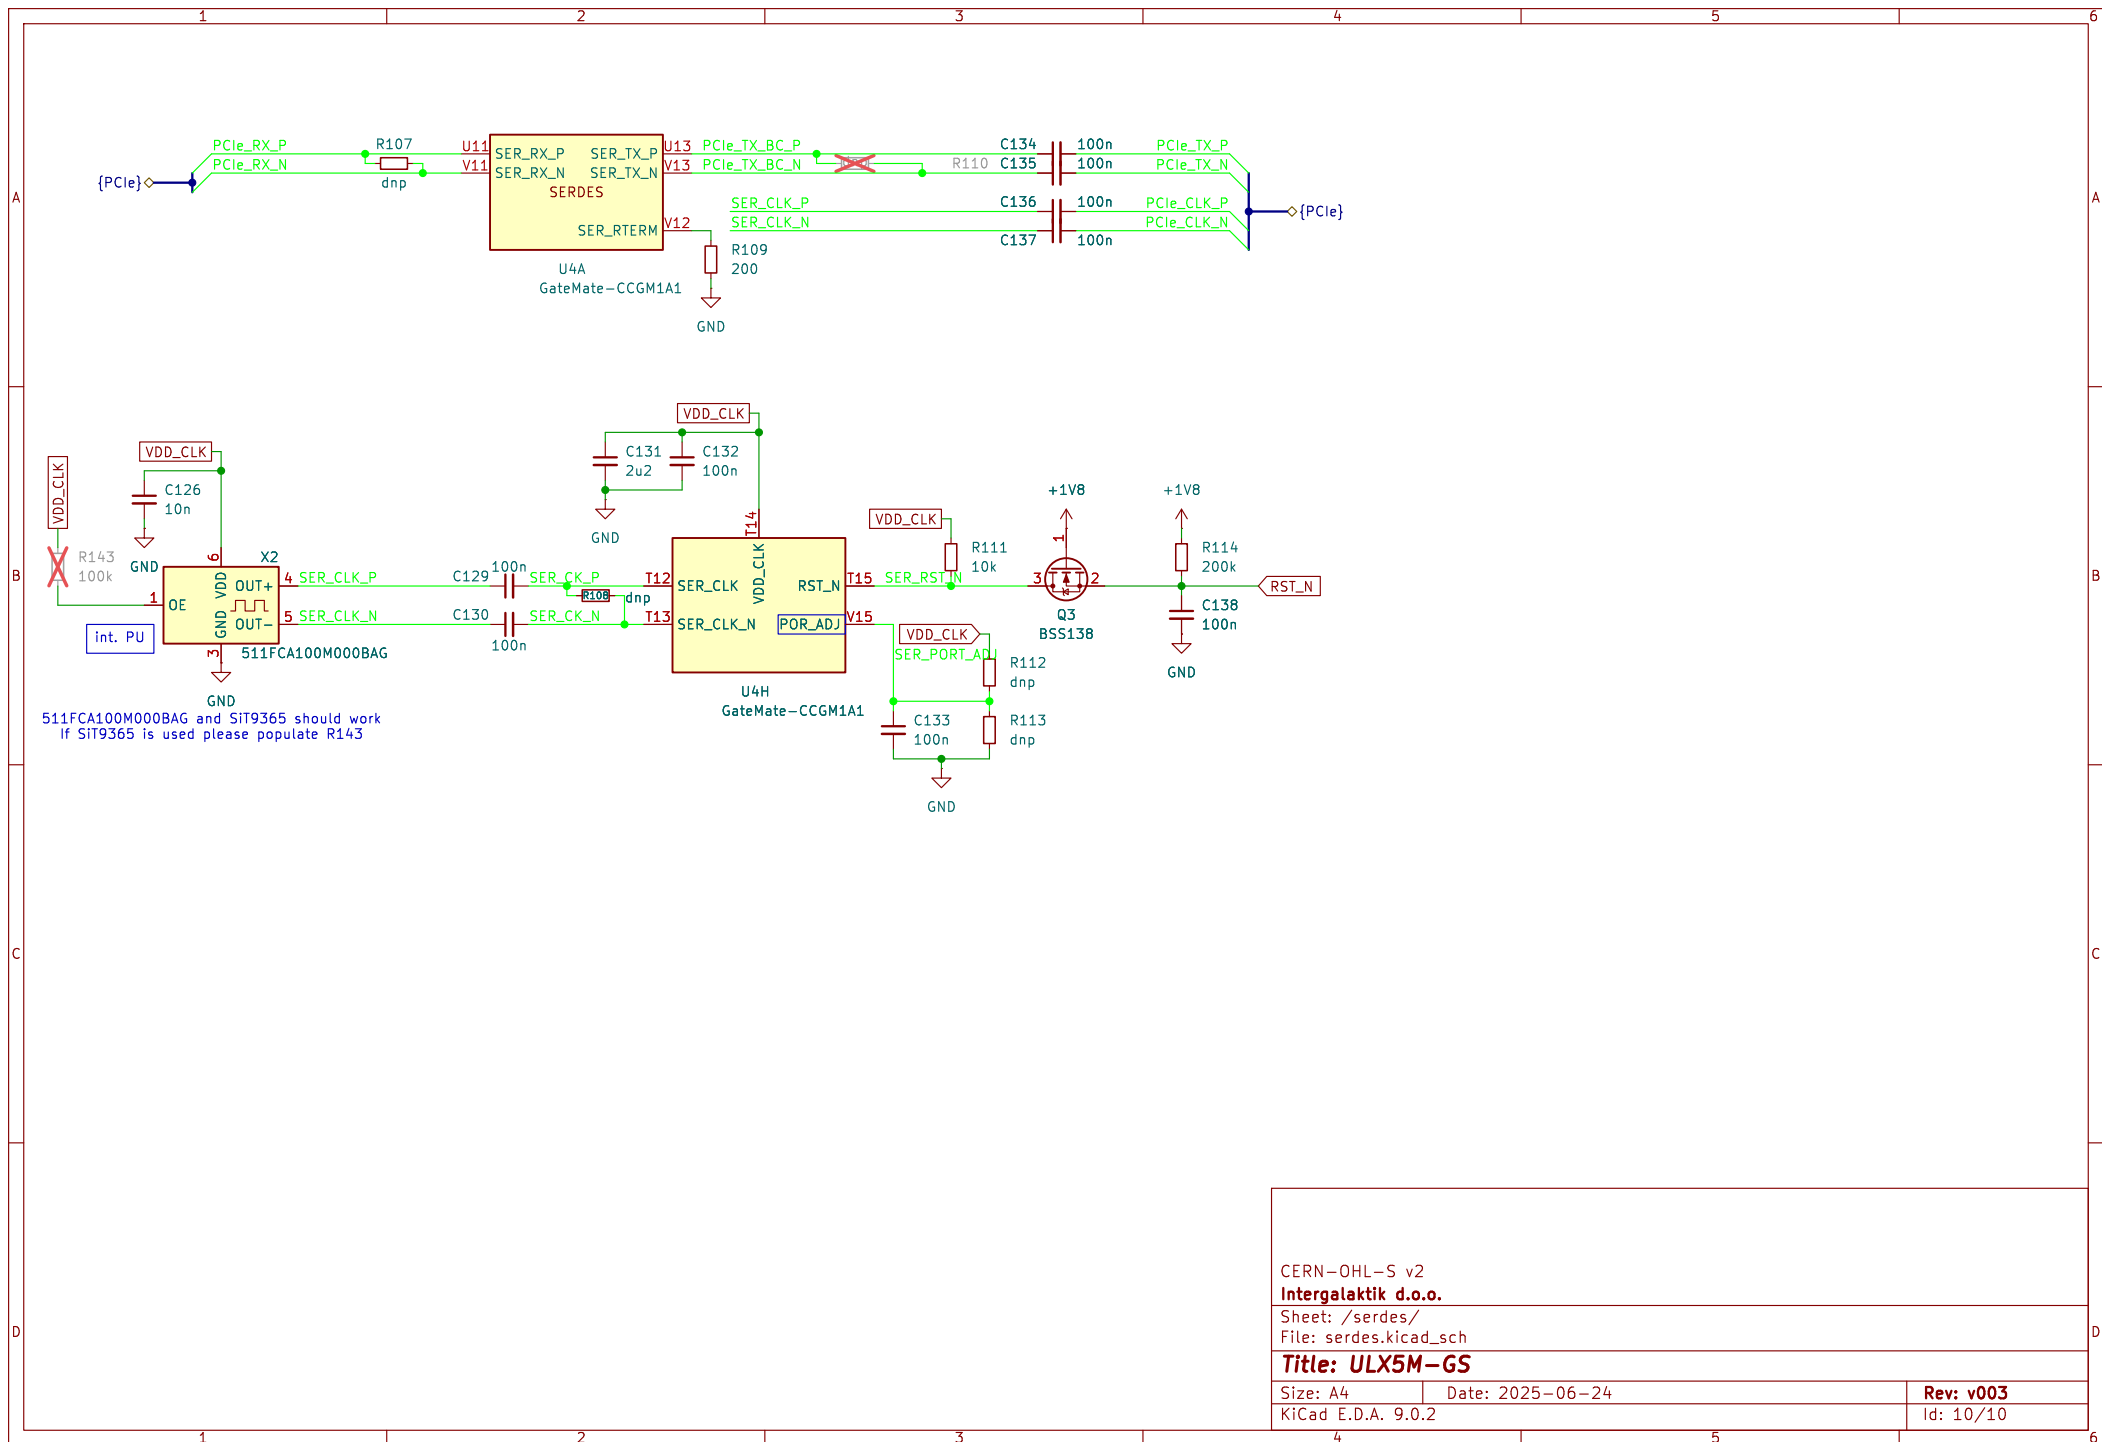 1 2 3 4 5 6
A
PCIe_RX_P
PCIe_RX_N
{PCIe}
R107
dnp
U11 SER_RX_P SER_TX_P U13
V11 SER_RX_N SER_TX_N V13
SERDES
SER_RTERM V12
U4A
GateMate-CCGM1A1
PCIe_TX_BC_P
PCIe_TX_BC_N
R110
R109
200
GND
C134 100n PCIe_TX_P
C135 100n PCIe_TX_N
SER_CLK_P C136 100n PCIe_CLK_P
SER_CLK_N C137 100n PCIe_CLK_N
{PCIe}
A
B
VDD_CLK
R143
100k
VDD_CLK
C126
10n
GND
X2
6
VDD
1 OE
OUT+ 4
OUT- 5
GND
3
511FCA100M000BAG
GND
int. PU
511FCA100M000BAG and SiT9365 should work
If SiT9365 is used please populate R143
SER_CLK_P
SER_CLK_N
C129 100n
C130 100n
SER_CK_P
SER_CK_N
R108 dnp
VDD_CLK
C131
2u2
C132
100n
GND
T14
VDD_CLK
T12 SER_CLK
T13 SER_CLK_N
RST_N T15
POR_ADJ V15
U4H
GateMate-CCGM1A1
VDD_CLK
R111
10k
SER_RST_N
VDD_CLK
SER_PORT_ADJ
R112
dnp
C133
100n
R113
dnp
GND
+1V8
1
3 2
Q3
BSS138
+1V8
R114
200k
RST_N
C138
100n
GND
B
C C
D D
CERN-OHL-S v2
Intergalaktik d.o.o.
Sheet: /serdes/
File: serdes.kicad_sch
Title: ULX5M-GS
Size: A4 Date: 2025-06-24 Rev: v003
KiCad E.D.A. 9.0.2 Id: 10/10
1 2 3 4 5 6